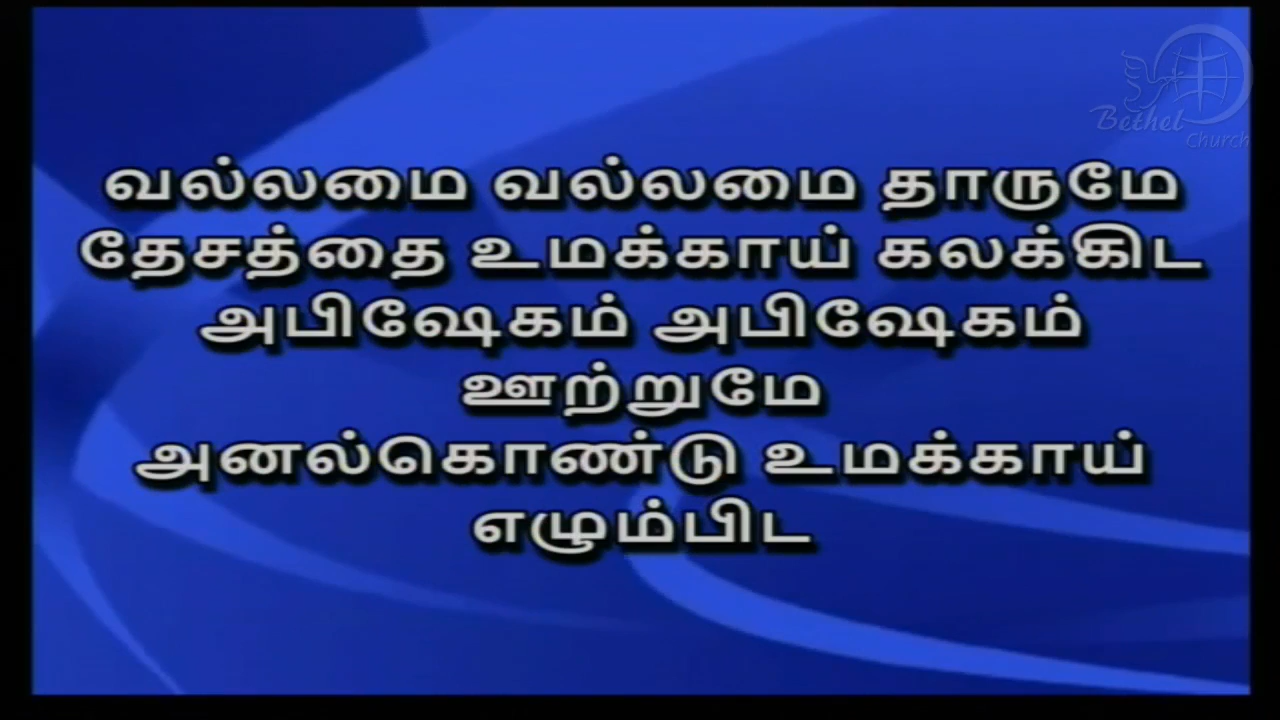 Bethel
Church
வல்லமை வல்லமை தாருமே
தேசத்தை உமக்காய் கலக்கிட
அபிஷேகம் அபிஷேகம்
ஊற்றுமே
அனல்கொண்டு உமக்காய்
எழும்பிட